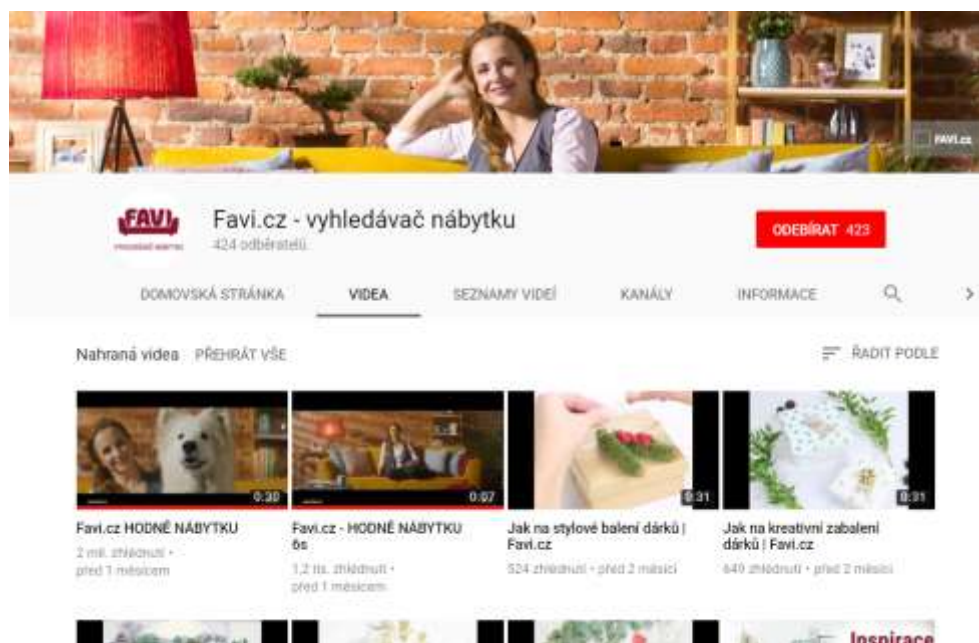 FAVI.cz
FAVI
Favi.cz - vyhledávač nábytku
424 odběratelů
ODEBÍRAT 423
DOMOVSKÁ STRÁNKA VIDEA SEZNAMY VIDEÍ KANÁLY INFORMACE
Nahraná videa PŘEHRÁT VŠE ŘADIT PODLE
0:30 0:07 0:31 0:31
Favi.cz HODNĚ NÁBYTKU
2 mil. zhlédnutí •
před 1 měsícem
Favi.cz - HODNĚ NÁBYTKU
6s
1,2 tis. zhlédnutí •
před 1 měsícem
Jak na stylové balení dárků |
Favi.cz
524 zhlédnutí • před 2 měsíci
Jak na kreativní zabalení
dárků | Favi.cz
649 zhlédnutí • před 2 měsíci
Inspirace